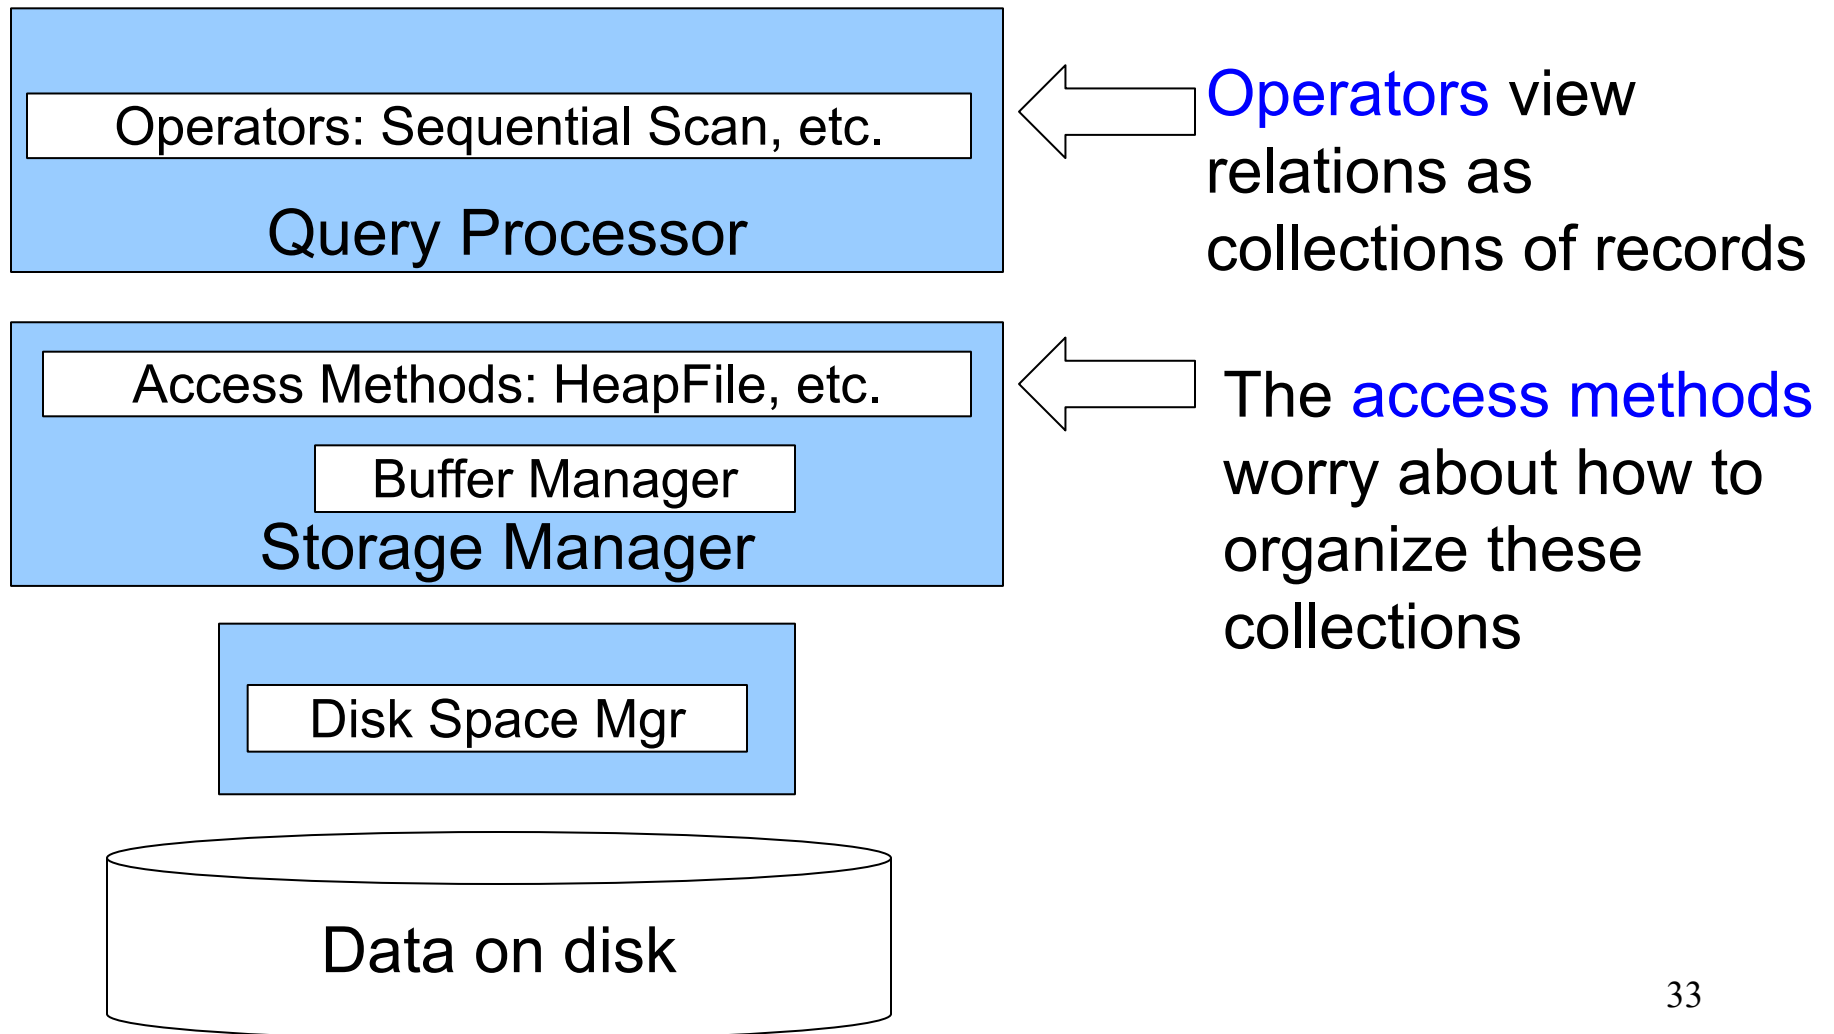 Operators: Sequential Scan, etc.
Query Processor
Operators view
relations as
collections of records
Access Methods: HeapFile, etc.
Buffer Manager
Storage Manager
The access methods
worry about how to
organize these
collections
Disk Space Mgr
Data on disk
33